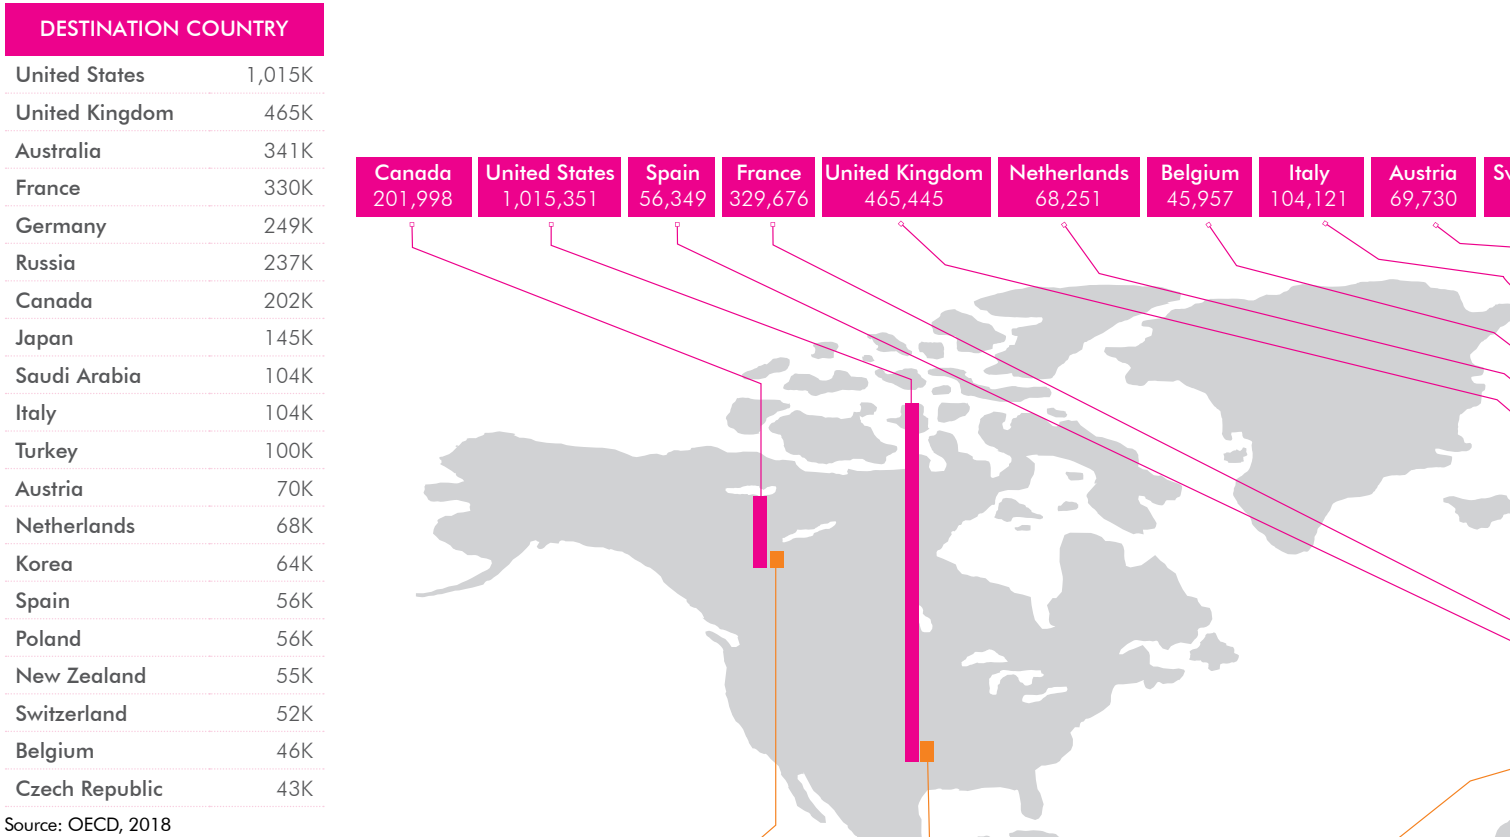 DESTINATION COUNTRY
United States 1,015K
United Kingdom 465K
Australia 341K
France 330K
Germany 249K
Russia 237K
Canada 202K
Japan 145K
Saudi Arabia 104K
Italy 104K
Turkey 100K
Austria 70K
Netherlands 68K
Korea 64K
Spain 56K
Poland 56K
New Zealand 55K
Switzerland 52K
Belgium 46K
Czech Republic 43K
Source: OECD, 2018
Canada
201,998
United States
1,015,351
Spain
56,349
France
329,676
United Kingdom
465,445
Netherlands
68,251
Belgium
45,957
Italy
104,121
Austria
69,730